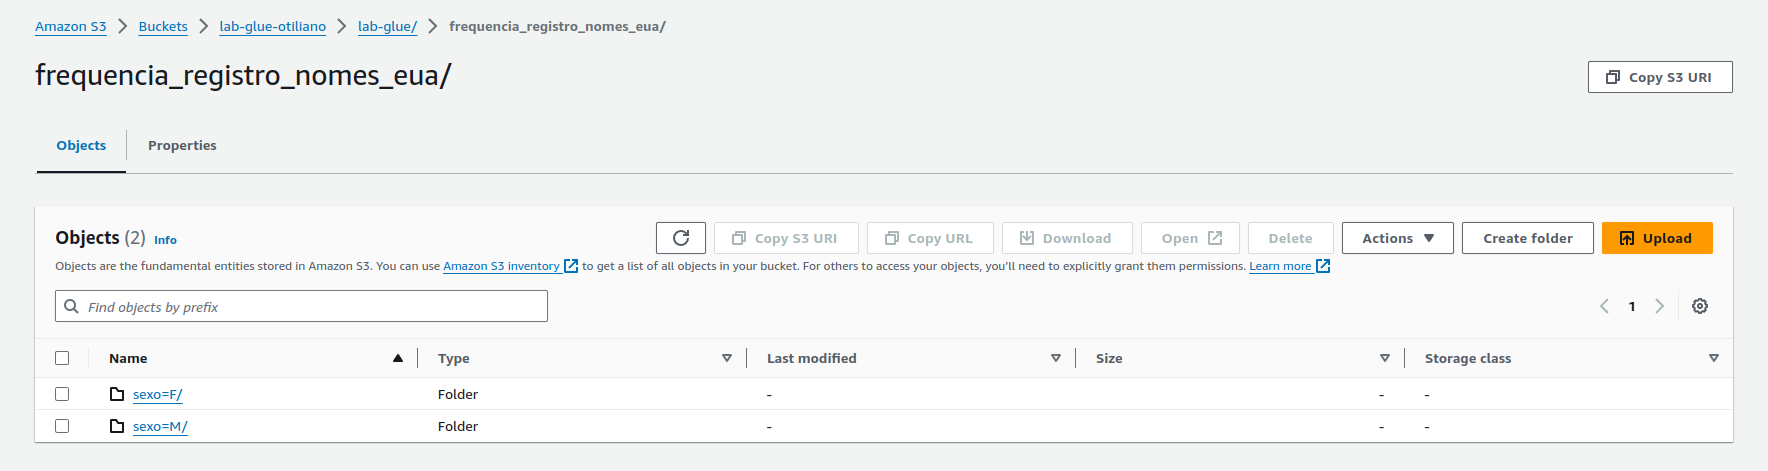 Amazon S3 > Buckets > lab-glue-otiliano > lab-glue/ > frequencia_registro_nomes_eua/
frequencia_registro_nomes_eua/
Copy S3 URI
Objects Properties
Objects (2) Info
Copy S3 URI Copy URL Download Open Delete Actions Create folder Upload
Objects are the fundamental entities stored in Amazon S3. You can use Amazon S3 inventory to get a list of all objects in your bucket. For others to access your objects, you'll need to explicitly grant them permissions. Learn more
Find objects by prefix
1
Name Type Last modified Size Storage class
sexo=F/ Folder - - -
sexo=M/ Folder - - -